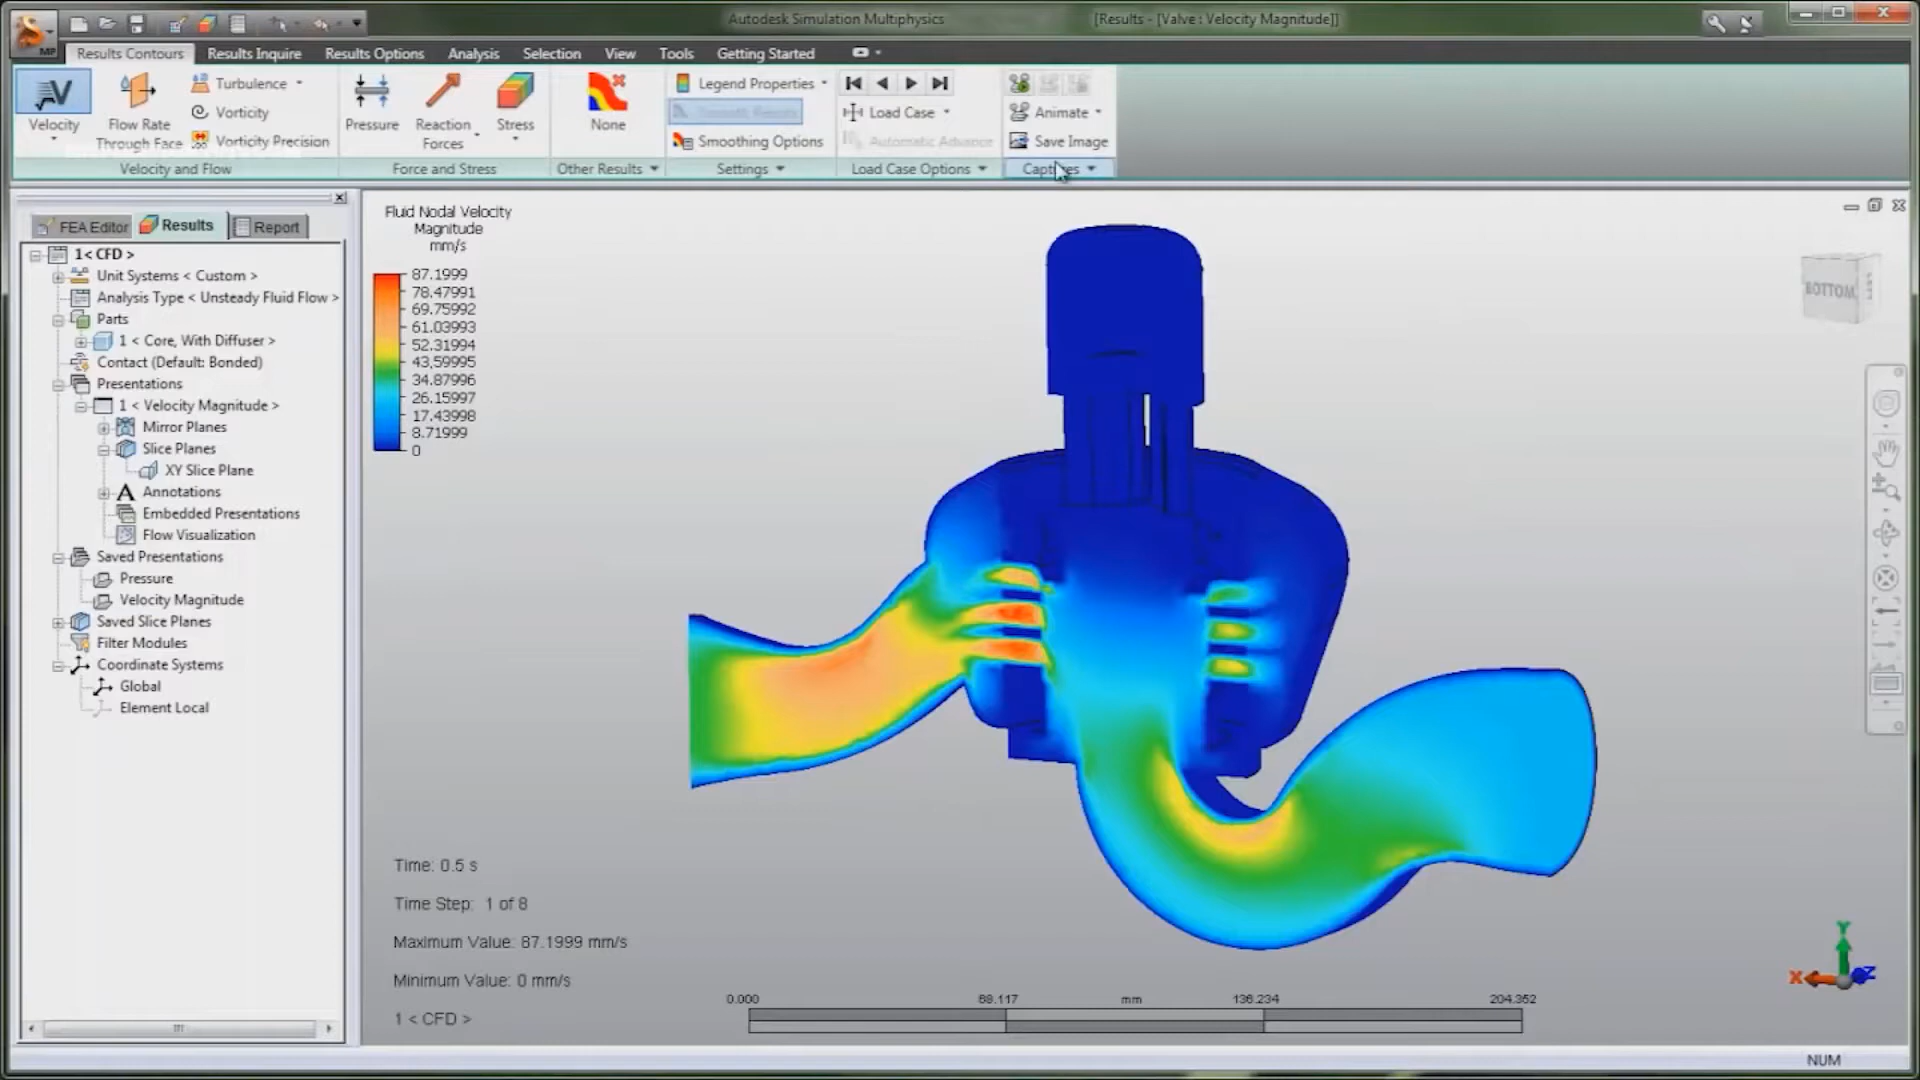 Autodesk Simulation Multiphysics [Results - [Valve : Velocity Magnitude]]
MP
Results Contours Results Inquire Results Options Analysis Selection View Tools Getting Started
Velocity
Flow Rate
Through Face
Turbulence
Vorticity
Vorticity Precision
Velocity and Flow
Pressure
Reaction
Forces
Stress
Force and Stress
None
Other Results
Legend Properties
Smooth Results
Smoothing Options
Settings
Load Case
Automatic Advance
Load Case Options
Animate
Save Image
Captures
FEA Editor Results Report
1< CFD >
Unit Systems < Custom >
Analysis Type < Unsteady Fluid Flow >
Parts
1 < Core, With Diffuser >
Contact (Default: Bonded)
Presentations
1 < Velocity Magnitude >
Mirror Planes
Slice Planes
XY Slice Plane
A Annotations
Embedded Presentations
Flow Visualization
Saved Presentations
Pressure
Velocity Magnitude
Saved Slice Planes
Filter Modules
Coordinate Systems
Global
Element Local
Fluid Nodal Velocity
Magnitude
mm/s
87.1999
78.47991
69.75992
61.03993
52.31994
43.59995
34.87996
26.15997
17.43998
8.71999
0
BOTTOM
Time: 0.5 s
Time Step: 1 of 8
Maximum Value: 87.1999 mm/s
Minimum Value: 0 mm/s
1 < CFD >
0.000 68.117 mm 136.234 204.352
Y
X
Z
NUM